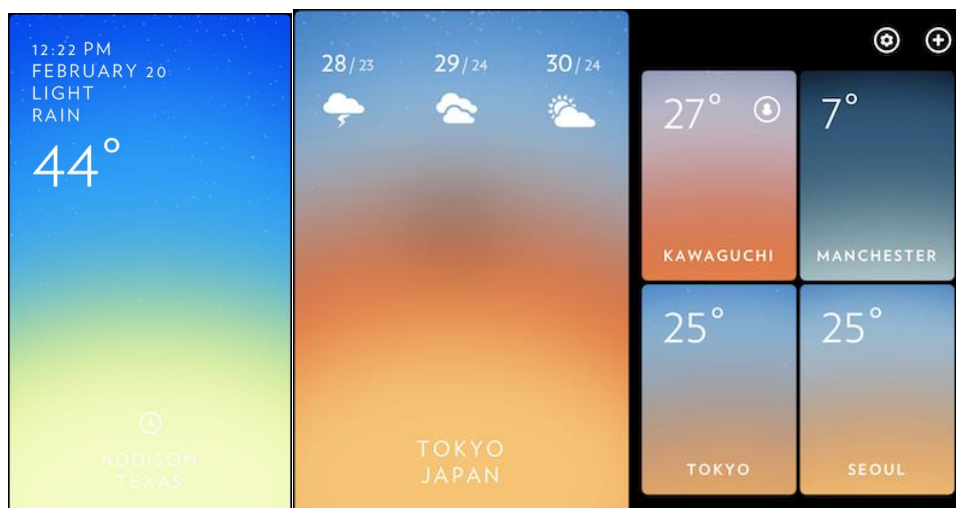 12:22 PM
FEBRUARY 20
LIGHT
RAIN
44°
ADDISON
TEXAS
28/23 29/24 30/24
TOKYO
JAPAN
27° 7°
KAWAGUCHI MANCHESTER
25° 25°
TOKYO SEOUL